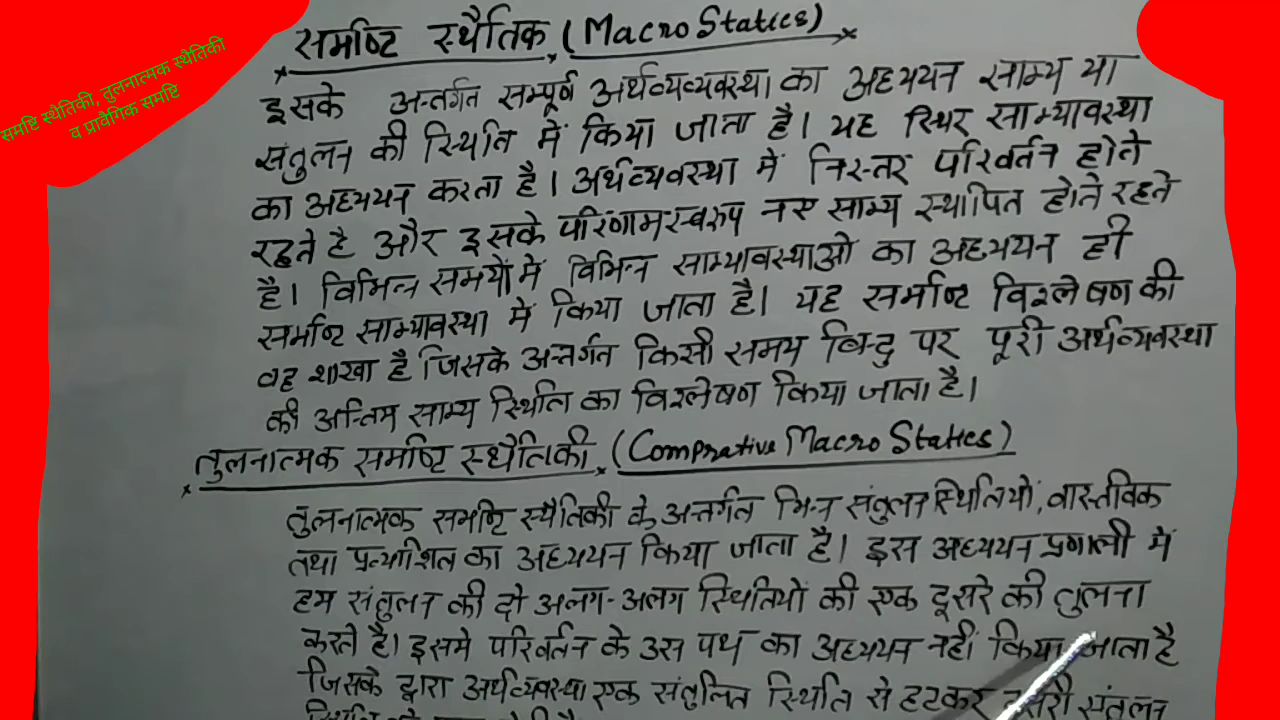 समष्टि स्थैतिकी, तुलनात्मक स्थैतिकी
व प्रावैगिक समष्टि
समष्टि स्थैतिक (Macro Statics)
इसके अन्तर्गत सम्पूर्ण अर्थव्यवस्था का अध्ययन साम्य या
संतुलन की स्थिति में किया जाता है। यह स्थिर साम्यावस्था
का अध्ययन करता है। अर्थव्यवस्था में निरन्तर परिवर्तन होते
रहते है और इसके परिणामस्वरूप नए साम्य स्थापित होते रहते
है। विभिन्न समयों में विभिन्न साम्यावस्थाओ का अध्ययन ही
समष्टि साम्यावस्था में किया जाता है। यह समष्टि विश्लेषण की
वह शाखा है जिसके अन्तर्गत किसी समय विन्दु पर पूरी अर्थव्यवस्था
की अन्तिम साम्य स्थिति का विश्लेषण किया जाता है।
तुलनात्मक समष्टि स्थैतिकी (Comprative Macro Statics)
तुलनात्मक समष्टि स्थैतिकी के अन्तर्गत भिन्न संतुलन स्थितियों, वास्तविक
तथा प्रत्याशित का अध्ययन किया जाता है। इस अध्ययन प्रणाली में
हम संतुलन की दो अलग-अलग स्थितियों की एक दूसरे की तुलना
करते है। इसमे परिवर्तन के उस पथ का अध्ययन नहीं किया जाता है
जिसके द्वारा अर्थव्यवस्था एक संतुलित स्थिति से हटकर दूसरी संतुलन